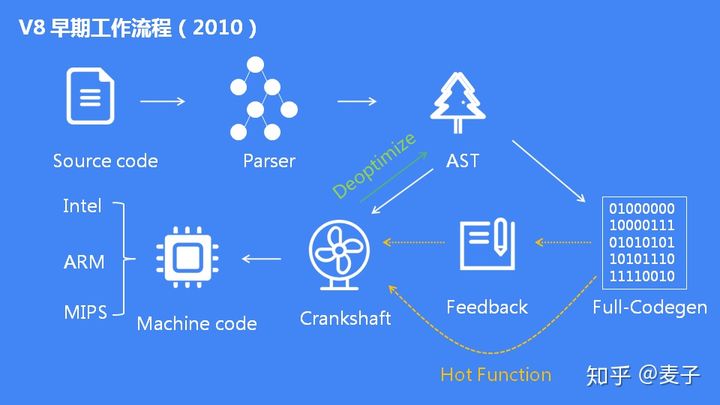 V8 早期工作流程（2010）
Source code
Parser
AST
Deoptimize
Intel
ARM
MIPS
Machine code
Crankshaft
Feedback
01000000
10000111
01010101
10101110
11110010
Full-Codegen
Hot Function
知乎 @麦子